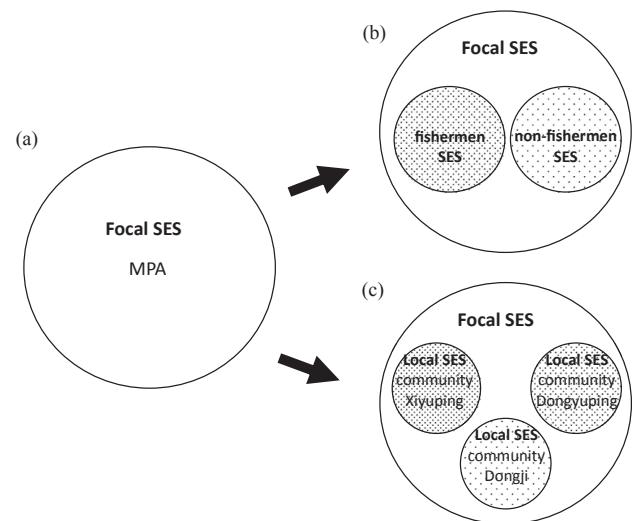 (a)
Focal SES
MPA
(b)
Focal SES
fishermen
SES
non-fishermen
SES
(c)
Focal SES
Local SES
community
Xiyuping
Local SES
community
Dongyuping
Local SES
community
Dongji